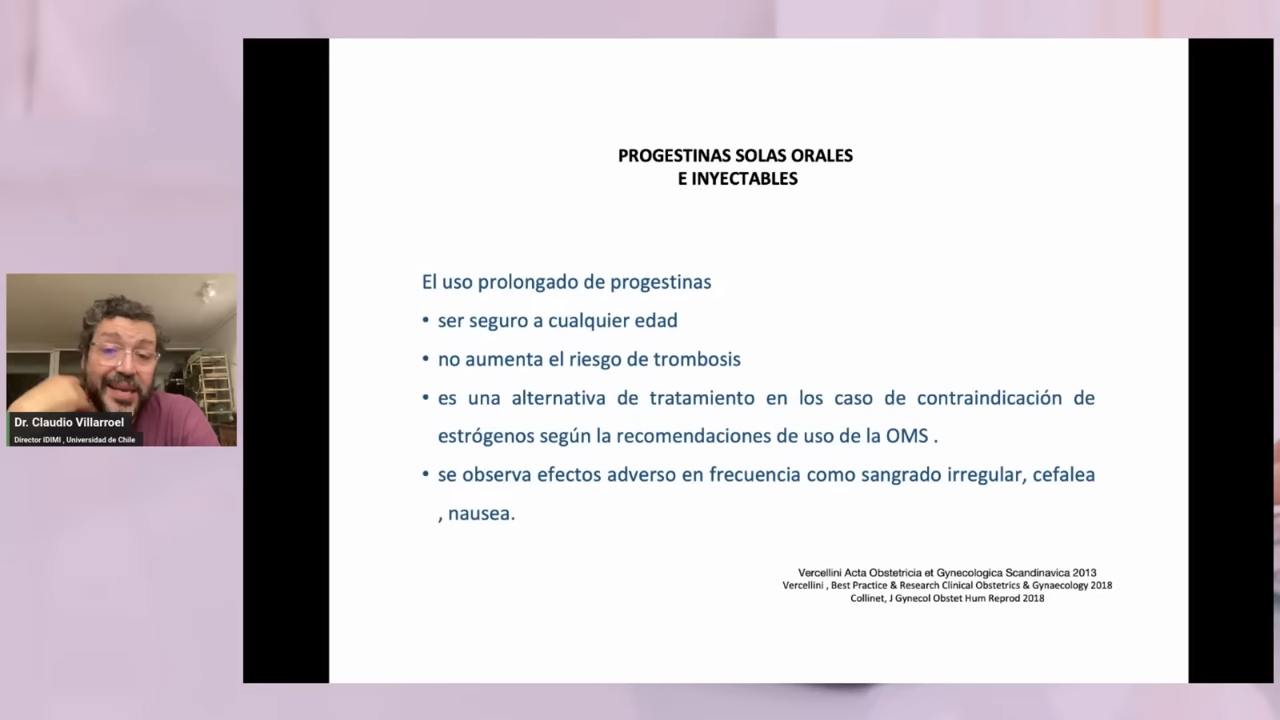 PROGESTINAS SOLAS ORALES
E INYECTABLES
El uso prolongado de progestinas
• ser seguro a cualquier edad
• no aumenta el riesgo de trombosis
• es una alternativa de tratamiento en los caso de contraindicación de
estrógenos según la recomendaciones de uso de la OMS .
• se observa efectos adverso en frecuencia como sangrado irregular, cefalea
, nausea.
Vercellini Acta Obstetricia et Gynecologica Scandinavica 2013
Vercellini , Best Practice & Research Clinical Obstetrics & Gynaecology 2018
Collinet, J Gynecol Obstet Hum Reprod 2018
Dr. Claudio Villarroel
Director IDIMI , Universidad de Chile